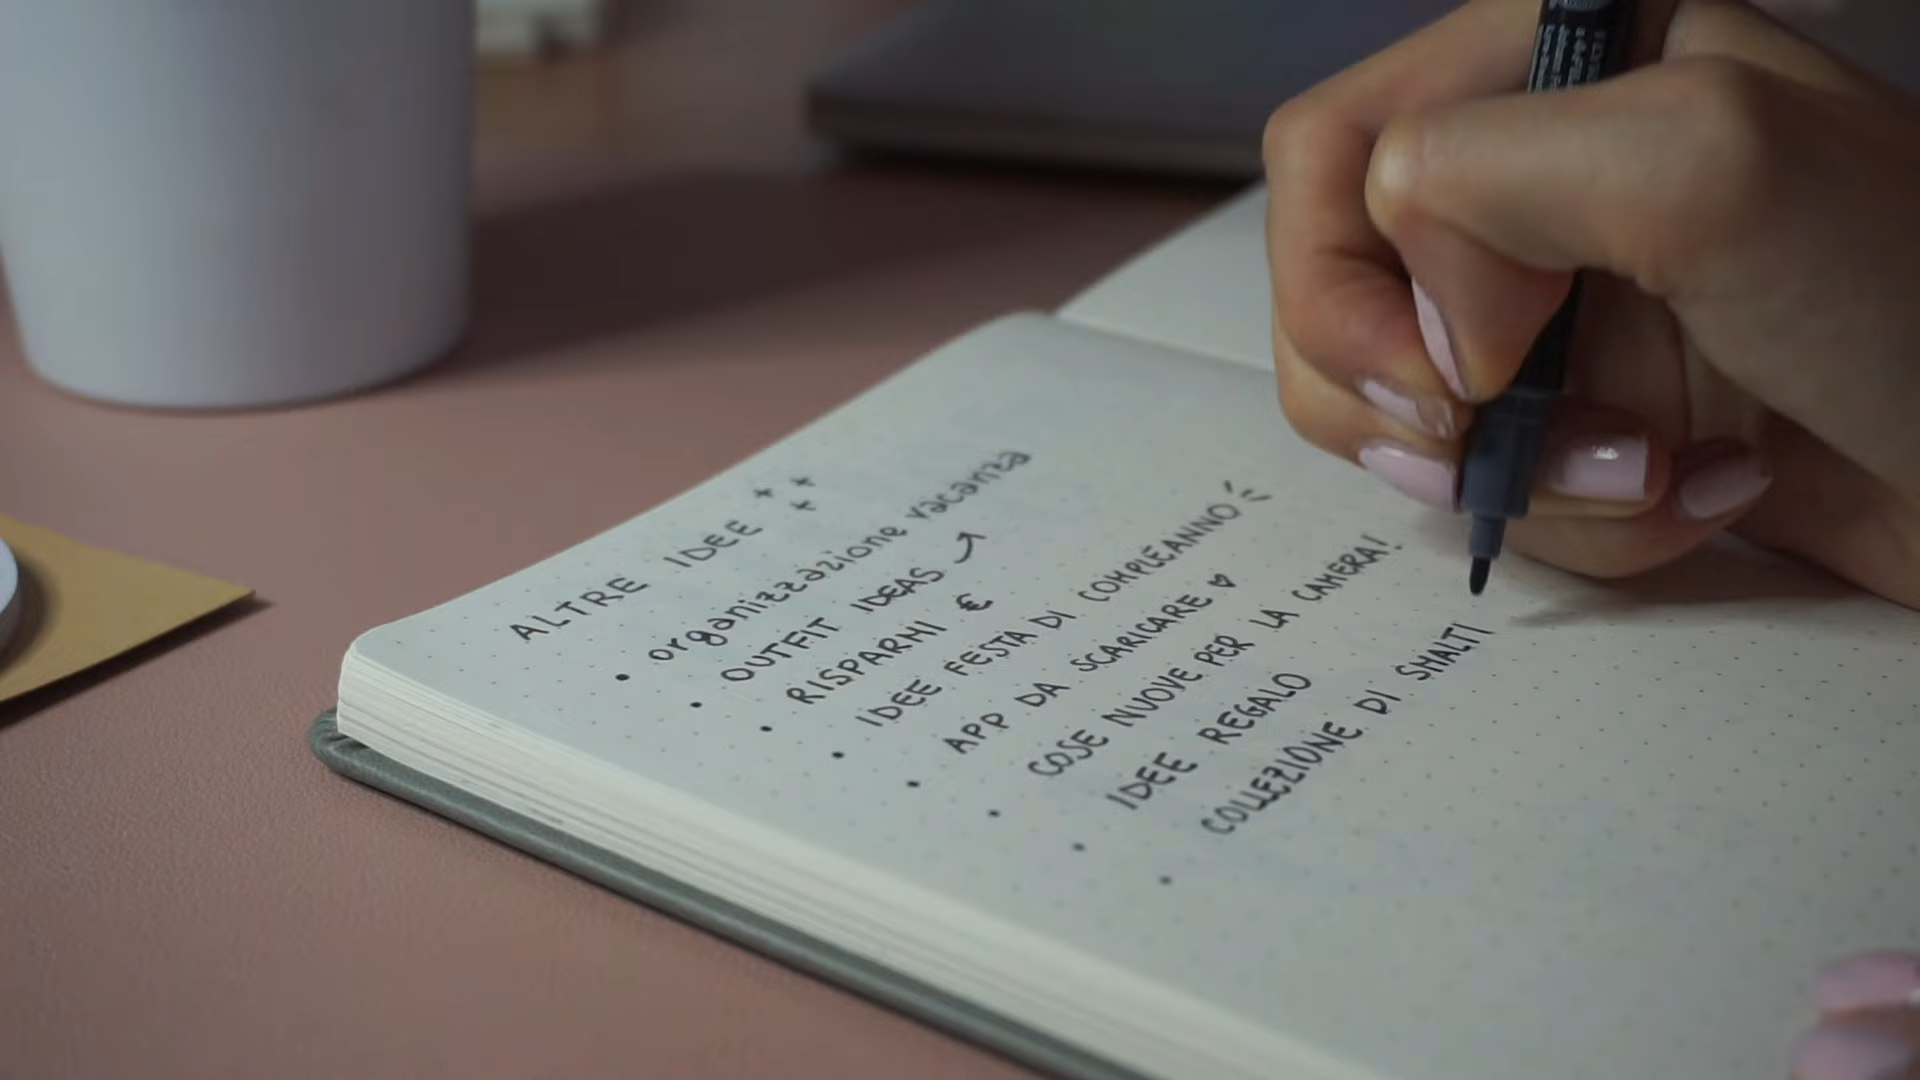 ALTRE IDEE
• organizzazione vacanza
• OUTFIT IDEAS
• RISPARMI €
• IDEE FESTA DI COMPLEANNO
• APP DA SCARICARE ♥
• COSE NUOVE PER LA CAMERA!
• IDEE REGALO
• COLLEZIONE DI SMALTI